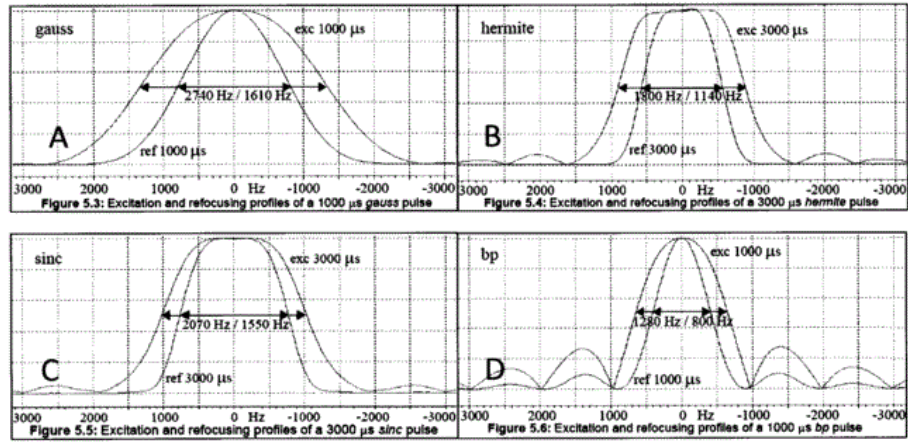 gauss
exc 1000 μs
2740 Hz / 1610 Hz
A
ref 1000 μs
3000 2000 1000 0 Hz -1000 -2000 -3000
Figure 5.3: Excitation and refocusing profiles of a 1000 μs gauss pulse
hermite
exc 3000 μs
1800 Hz / 1140 Hz
B
ref 3000 μs
3000 2000 1000 0 Hz -1000 -2000 -3000
Figure 5.4: Excitation and refocusing profiles of a 3000 μs hermite pulse
sinc
exc 3000 μs
2070 Hz / 1550 Hz
C
ref 3000 μs
3000 2000 1000 0 Hz -1000 -2000 -3000
Figure 5.5: Excitation and refocusing profiles of a 3000 μs sinc pulse
bp
exc 1000 μs
1280 Hz / 800 Hz
D
ref 1000 μs
3000 2000 1000 0 Hz -1000 -2000 -3000
Figure 5.6: Excitation and refocusing profiles of a 1000 μs bp pulse